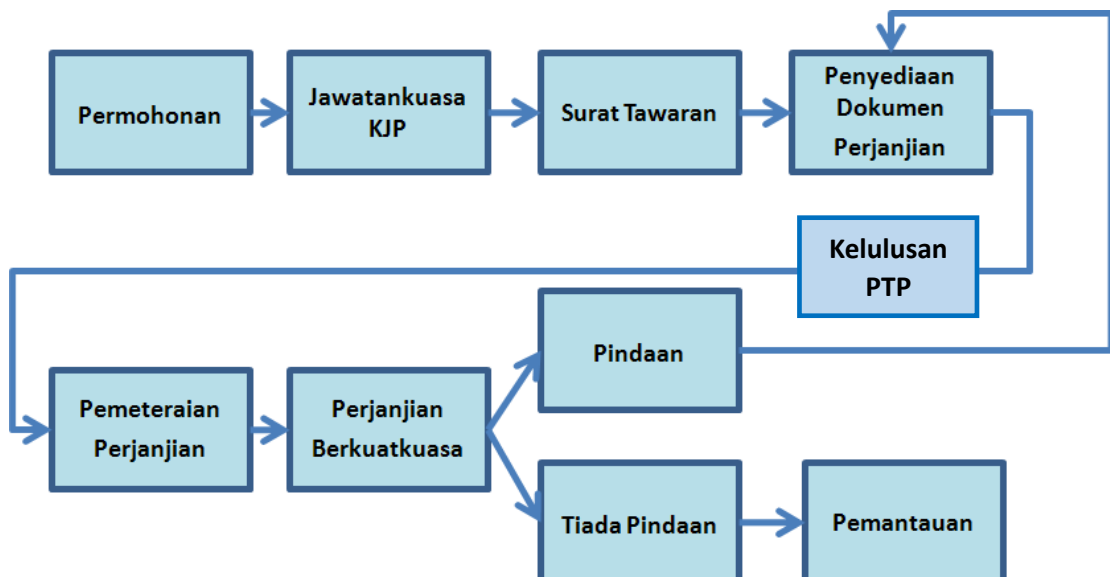 Permohonan
Jawatankuasa
KJP
Surat Tawaran
Penyediaan
Dokumen
Perjanjian
Kelulusan
PTP
Pemeteraian
Perjanjian
Perjanjian
Berkuatkuasa
Pindaan
Tiada Pindaan
Pemantauan